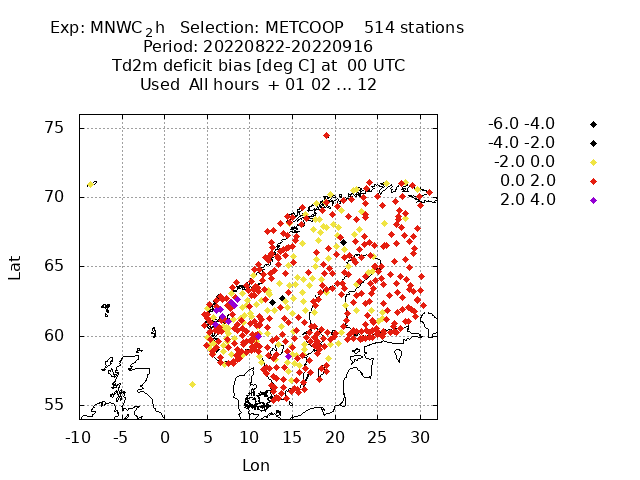 Exp: MNWC₂h   Selection: METCOOP    514 stations
Period: 20220822-20220916
Td2m deficit bias [deg C] at  00 UTC
Used  All hours  + 01 02 ... 12
75
70
65
60
55
Lat
-10 -5 0 5 10 15 20 25 30
Lon
-6.0 -4.0
-4.0 -2.0
-2.0 0.0
0.0 2.0
2.0 4.0